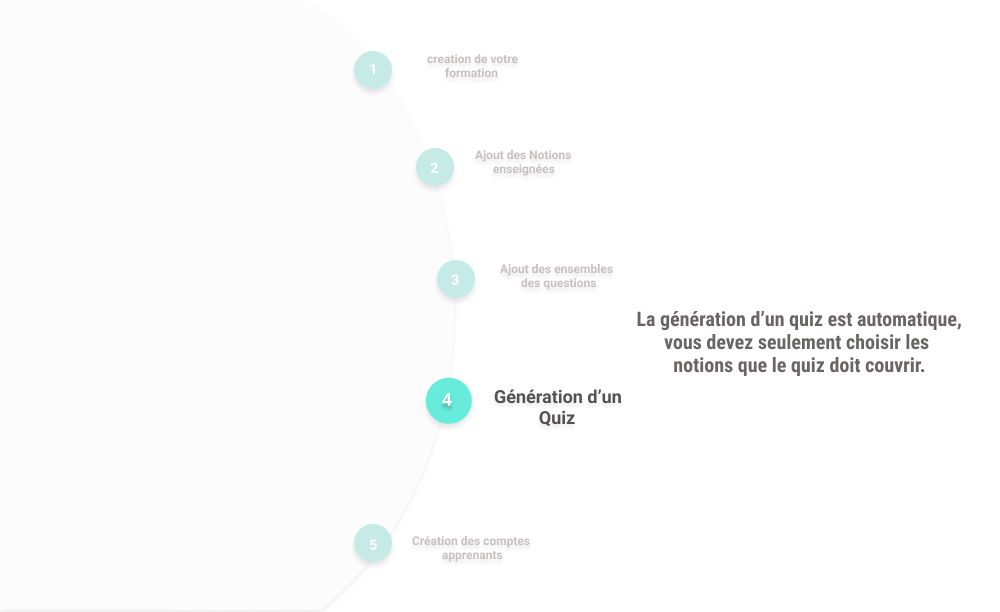 1
creation de votre
formation
2
Ajout des Notions
enseignées
3
Ajout des ensembles
des questions
La génération d’un quiz est automatique,
vous devez seulement choisir les
notions que le quiz doit couvrir.
4
Génération d’un
Quiz
5
Création des comptes
apprenants